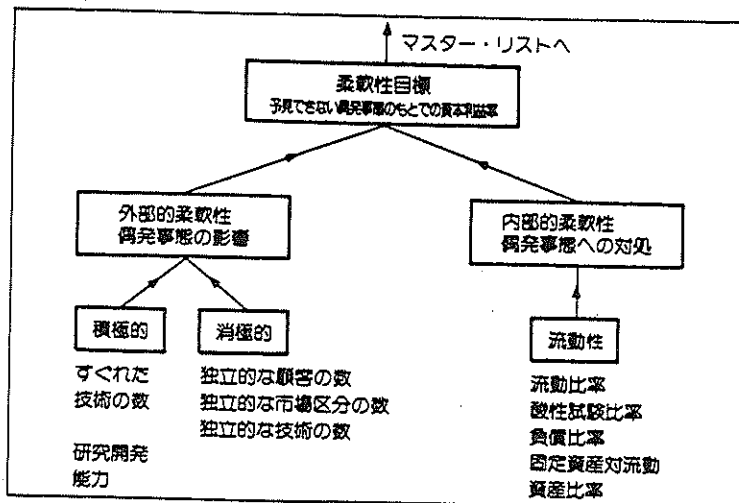 マスター・リストへ
柔軟性目標
予見できない偶発事態のもとでの資本利益率
外部的柔軟性
偶発事態の影響
内部的柔軟性
偶発事態への対処
積極的
消極的
流動性
すぐれた
技術の数
研究開発
能力
独立的な顧客の数
独立的な市場区分の数
独立的な技術の数
流動比率
酸性試験比率
負債比率
固定資産対流動
資産比率